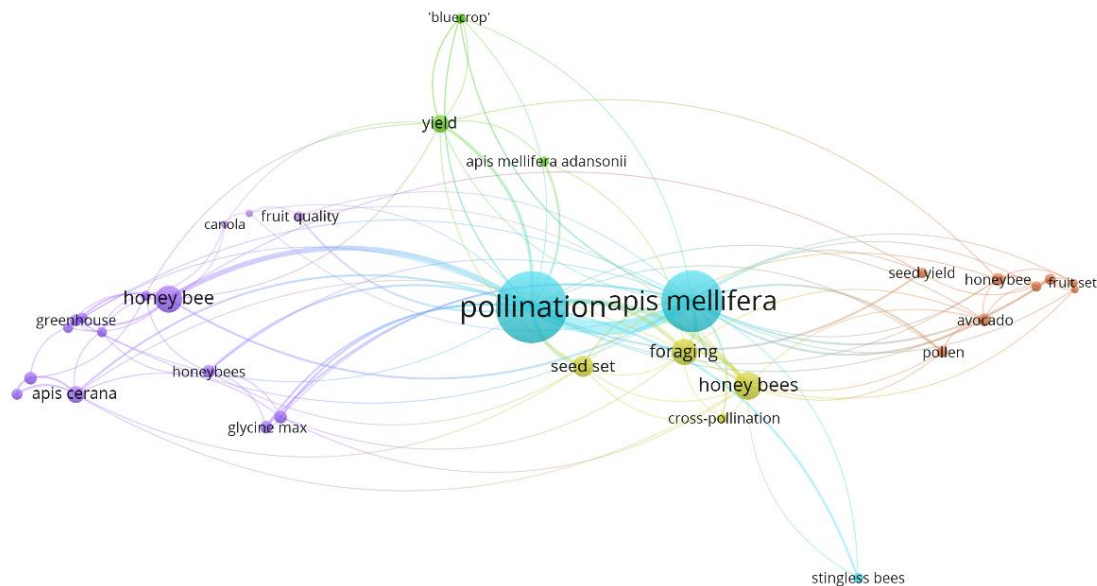 'bluecrop'
yield
apis mellifera adansonii
canola
fruit quality
seed yield
honeybee
fruit set
honey bee
pollination
apis mellifera
greenhouse
avocado
foraging
pollen
seed set
honeybees
honey bees
apis cerana
cross-pollination
glycine max
stingless bees